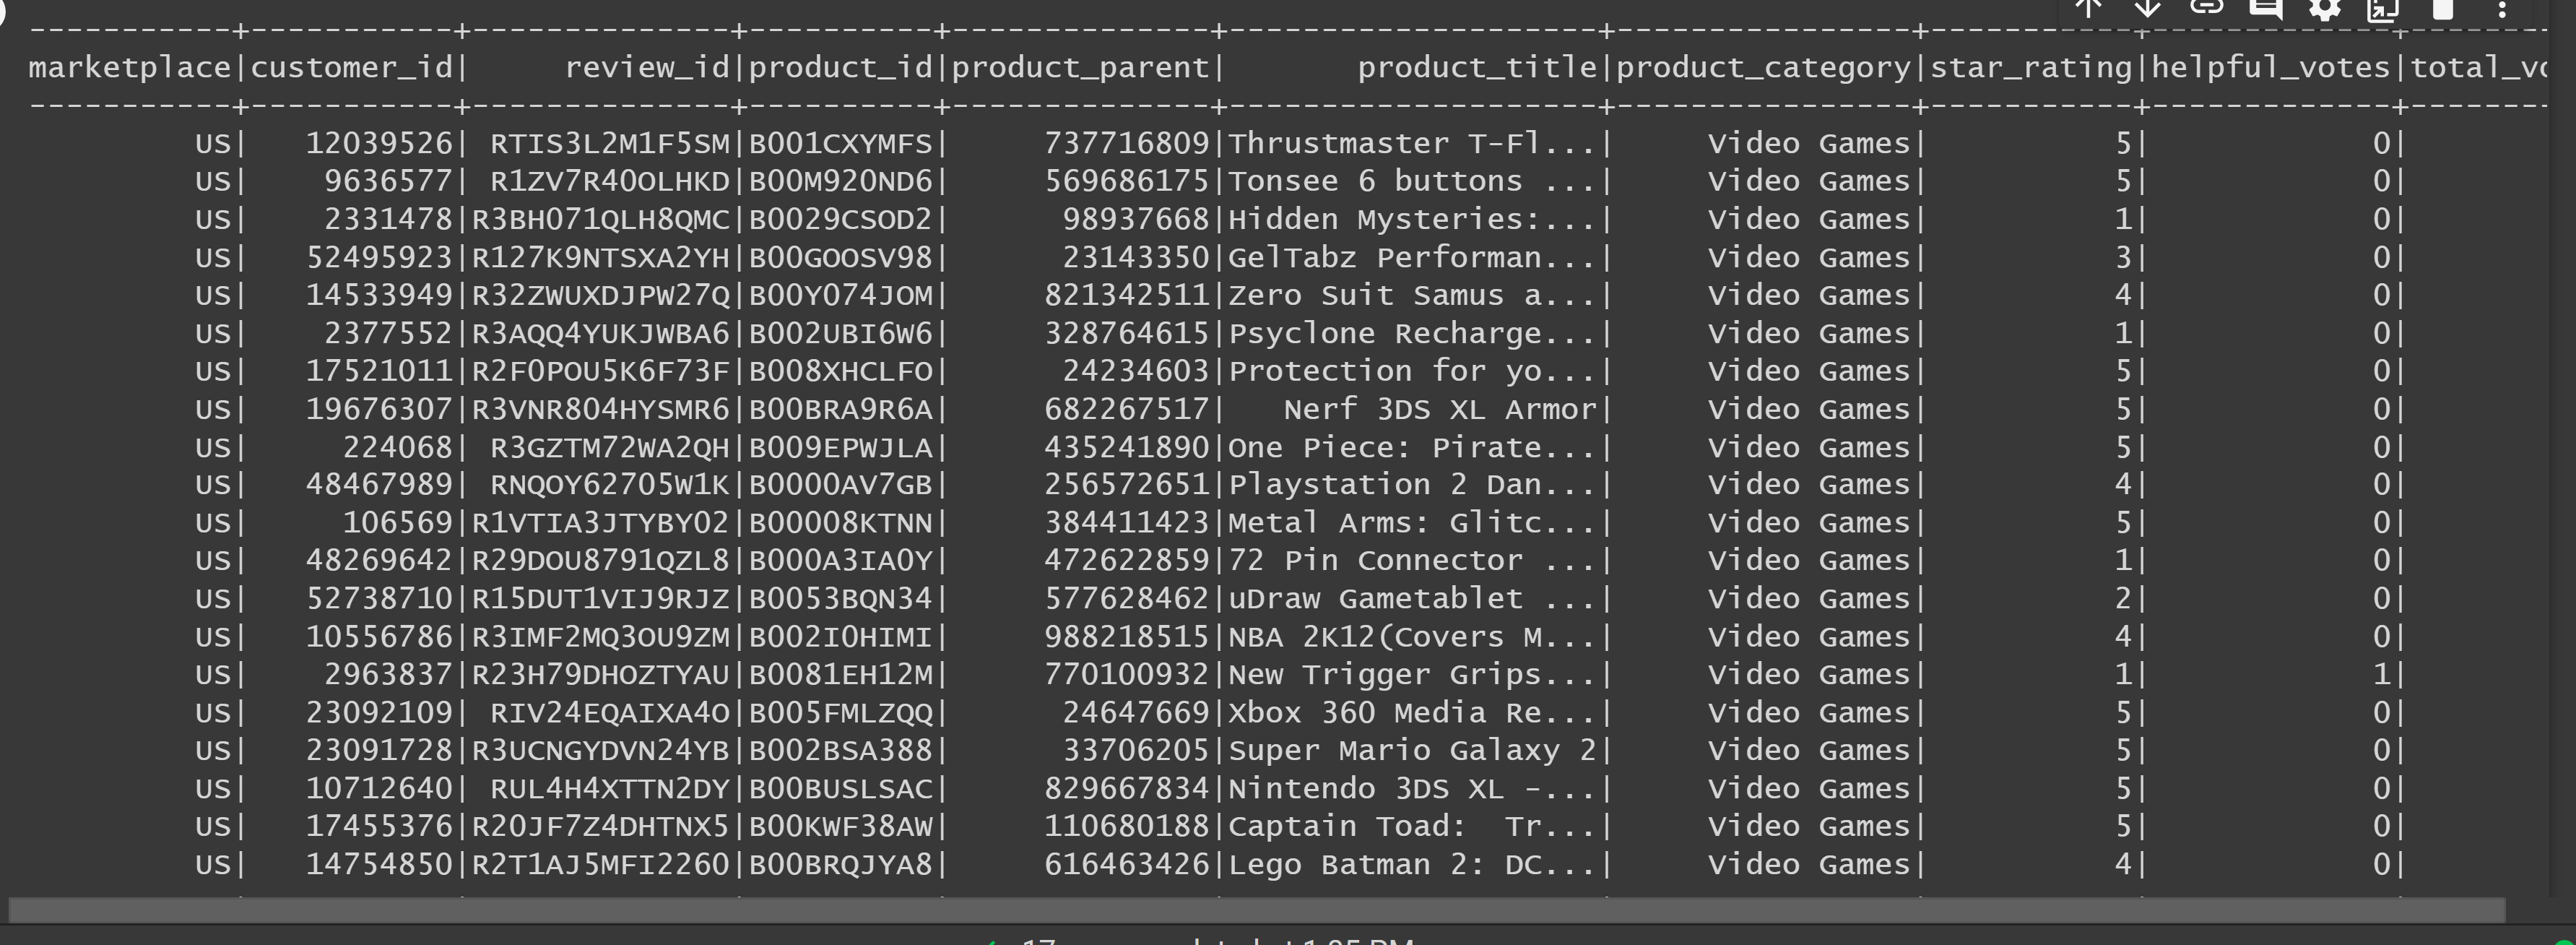 -----------+-----------+--------------+----------+--------------+--------------------+----------------+-----------+-------------+--------
marketplace|customer_id|     review_id|product_id|product_parent|       product_title|product_category|star_rating|helpful_votes|
-----------+-----------+--------------+----------+--------------+--------------------+----------------+-----------+-------------+--------
US|   12039526| RTIS3L2M1F5SM|B001CXYMFS|     737716809|Thrustmaster T-Fl...|     Video Games|          5|            0|
US|    9636577| R1ZV7R40OLHKD|B00M920ND6|     569686175|Tonsee 6 buttons ...|     Video Games|          5|            0|
US|    2331478|R3BH071QLH8QMC|B0029CSOD2|      98937668|Hidden Mysteries:...|     Video Games|          1|            0|
US|   52495923|R127K9NTSXA2YH|B00GOOSV98|      23143350|GelTabz Performan...|     Video Games|          3|            0|
US|   14533949|R32ZWUXDJPW27Q|B00Y074JOM|     821342511|Zero Suit Samus a...|     Video Games|          4|            0|
US|    2377552|R3AQQ4YUKJWBA6|B002UBI6W6|     328764615|Psyclone Recharge...|     Video Games|          1|            0|
US|   17521011|R2F0POU5K6F73F|B008XHCLFO|      24234603|Protection for yo...|     Video Games|          5|            0|
US|   19676307|R3VNR804HYSMR6|B00BRA9R6A|     682267517|   Nerf 3DS XL Armor|     Video Games|          5|            0|
US|     224068| R3GZTM72WA2QH|B009EPWJLA|     435241890|One Piece: Pirate...|     Video Games|          5|            0|
US|   48467989| RNQOY62705W1K|B0000AV7GB|     256572651|Playstation 2 Dan...|     Video Games|          4|            0|
US|     106569|R1VTIA3JTYBY02|B00008KTNN|     384411423|Metal Arms: Glitc...|     Video Games|          5|            0|
US|   48269642|R29DOU8791QZL8|B000A3IA0Y|     472622859|72 Pin Connector ...|     Video Games|          1|            0|
US|   52738710|R15DUT1VIJ9RJZ|B0053BQN34|     577628462|uDraw Gametablet ...|     Video Games|          2|            0|
US|   10556786|R3IMF2MQ3OU9ZM|B002I0HIMI|     988218515|NBA 2K12(Covers M...|     Video Games|          4|            0|
US|    2963837|R23H79DHOZTYAU|B0081EH12M|     770100932|New Trigger Grips...|     Video Games|          1|            1|
US|   23092109| RIV24EQAIXA4O|B005FMLZQQ|      24647669|Xbox 360 Media Re...|     Video Games|          5|            0|
US|   23091728|R3UCNGYDVN24YB|B002BSA388|      33706205|Super Mario Galaxy 2|     Video Games|          5|            0|
US|   10712640| RUL4H4XTTN2DY|B00BUSLSAC|     829667834|Nintendo 3DS XL -...|     Video Games|          5|            0|
US|   17455376|R20JF7Z4DHTNX5|B00KWF38AW|     110680188|Captain Toad:  Tr...|     Video Games|          5|            0|
US|   14754850|R2T1AJ5MFI2260|B00BRQJYA8|     616463426|Lego Batman 2: DC...|     Video Games|          4|            0|